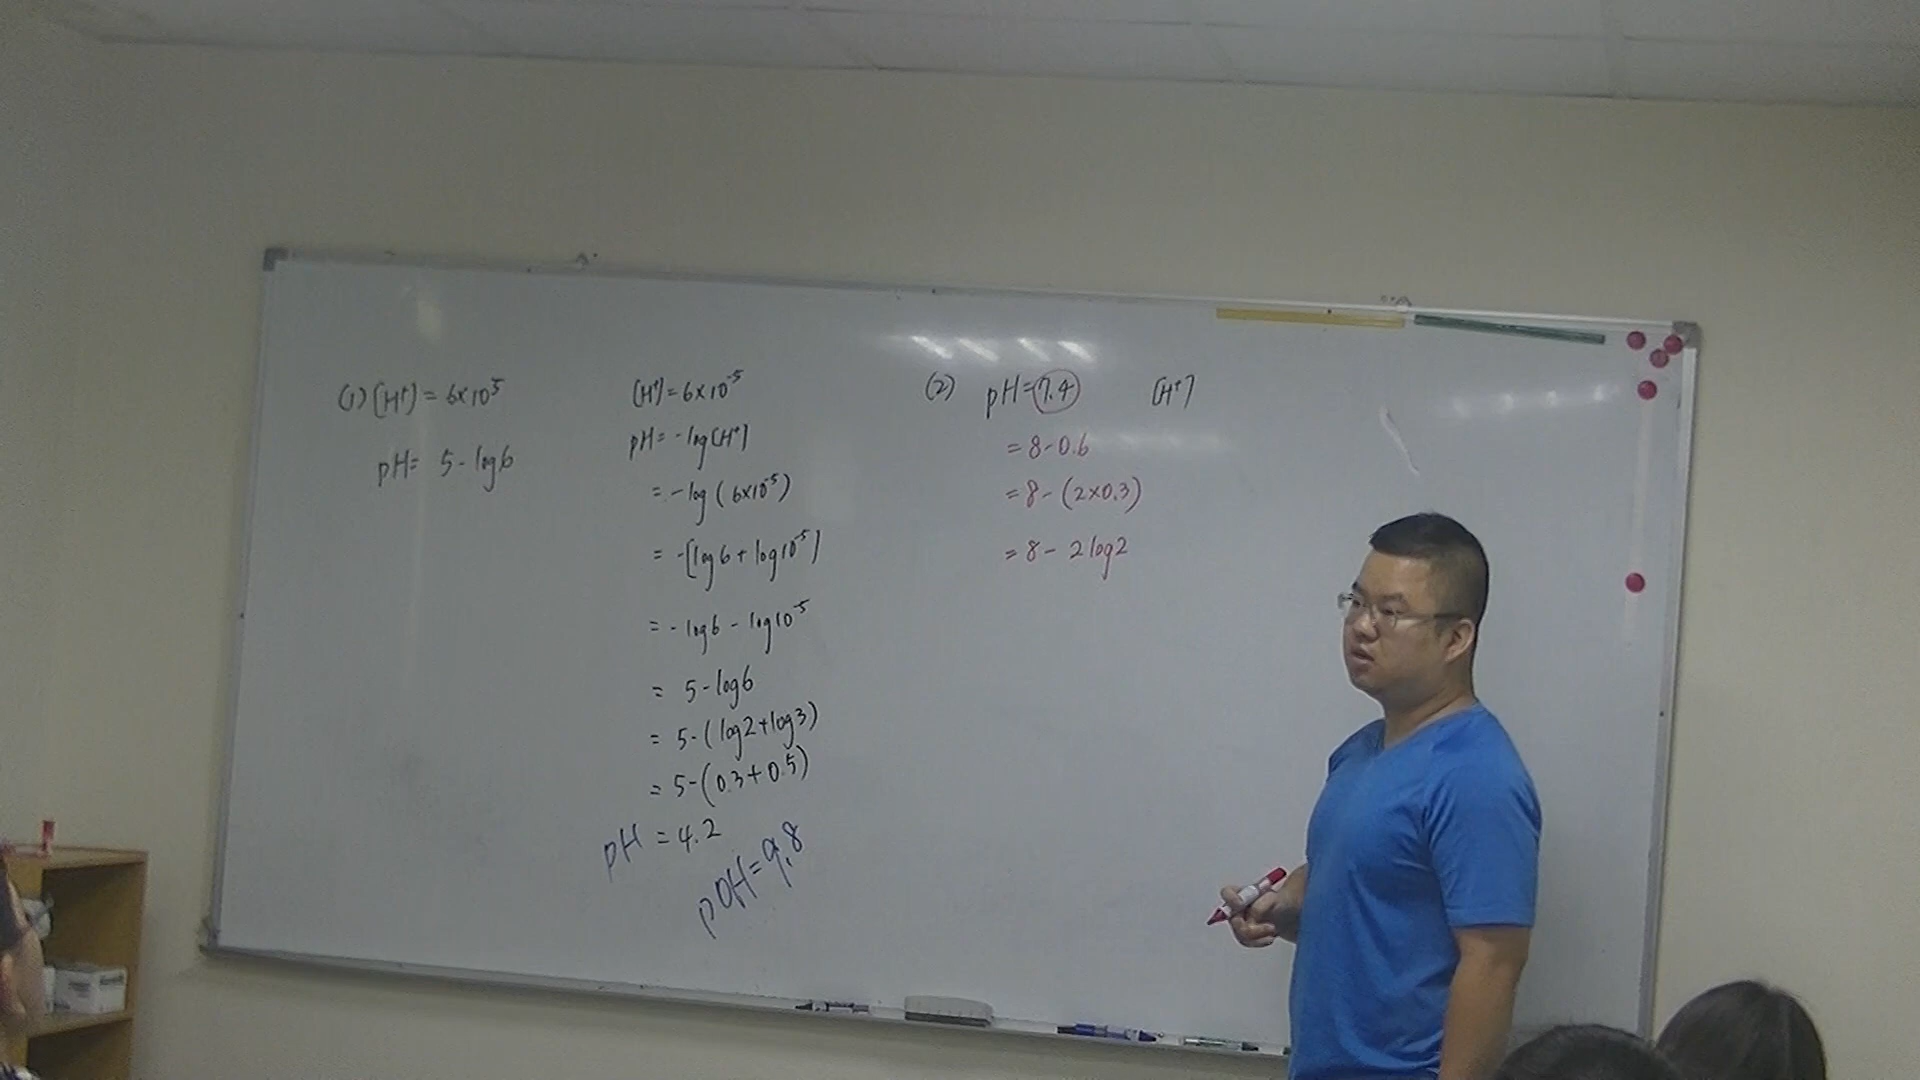 (1) [H⁺] = 6×10⁵
pH = 5 - log6
[H⁺] = 6×10⁻⁵
pH = -log[H⁺]
= -log(6×10⁻⁵)
= -[log6 + log10⁻⁵]
= -log6 - log10⁻⁵
= 5 - log6
= 5 - (log2 + log3)
= 5 - (0.3 + 0.5)
pH = 4.2
pOH = 9.8
(2) pH = 7.4 [H⁺]
= 8 - 0.6
= 8 - (2×0.3)
= 8 - 2log2